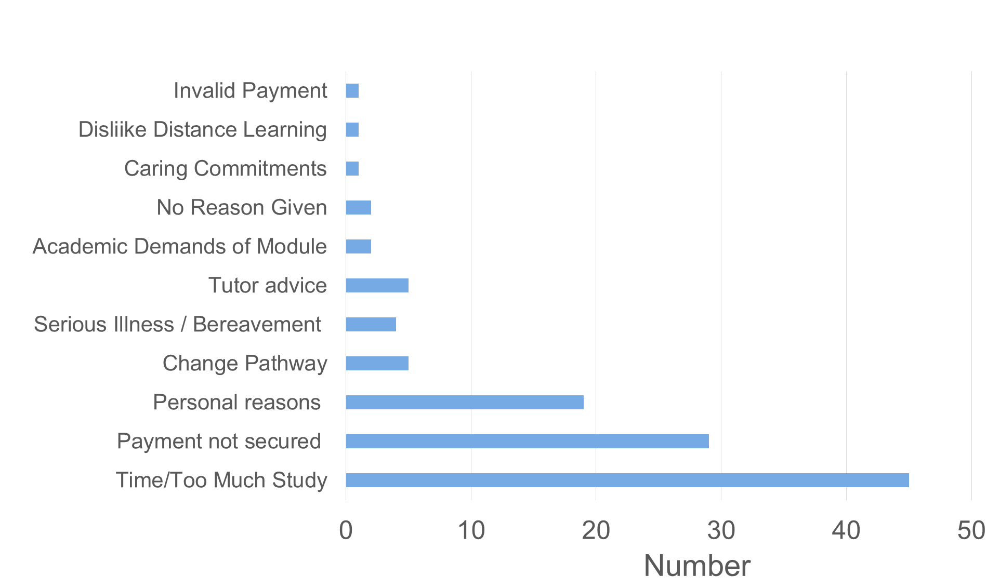 Invalid Payment
Disliike Distance Learning
Caring Commitments
No Reason Given
Academic Demands of Module
Tutor advice
Serious Illness / Bereavement
Change Pathway
Personal reasons
Payment not secured
Time/Too Much Study
0 10 20 30 40 50
Number